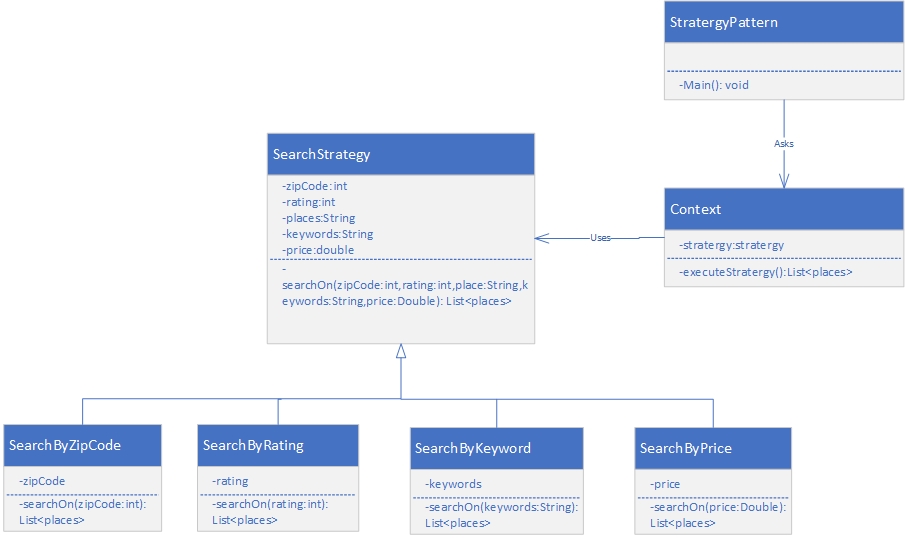 StratergyPattern
-Main(): void
Asks
SearchStrategy
-zipCode:int
-rating:int
-places:String
-keywords:String
-price:double
-
searchOn(zipCode:int,rating:int,place:String,k
eywords:String,price:Double): List<places>
Uses
Context
-stratergy:stratergy
-executeStratergy():List<places>
SearchByZipCode
-zipCode
-searchOn(zipCode:int):
List<places>
SearchByRating
-rating
-searchOn(rating:int):
List<places>
SearchByKeyword
-keywords
-searchOn(keywords:String):
List<places>
SearchByPrice
-price
-searchOn(price:Double):
List<places>